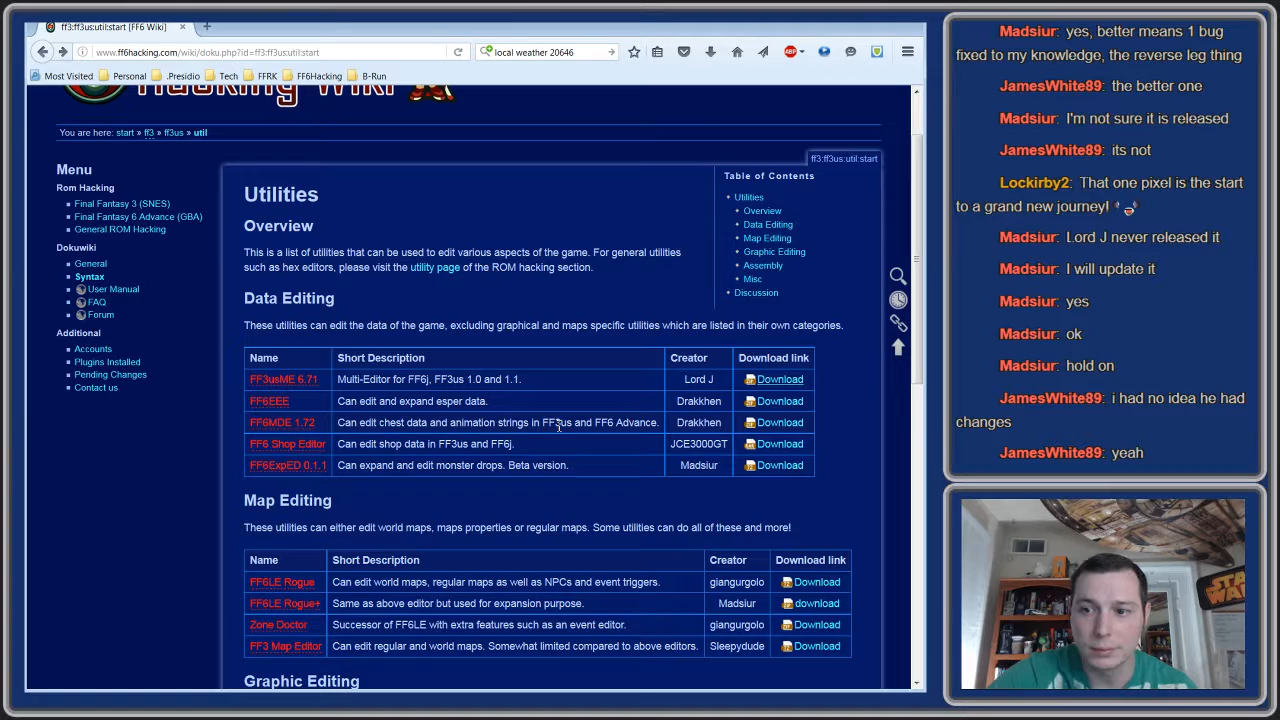 ff3:ff3us:util:start [FF6 Wiki]
www.ff6hacking.com/wiki/doku.php?id=ff3:ff3us:util:start
local weather 20646
ABP
Most Visited Personal .Presidio Tech FFRK FF6Hacking B-Run
Hacking Wiki
You are here: start » ff3 » ff3us » util
ff3:ff3us:util:start
Menu
Rom Hacking
Final Fantasy 3 (SNES)
Final Fantasy 6 Advance (GBA)
General ROM Hacking
Dokuwiki
General
Syntax
User Manual
FAQ
Forum
Additional
Accounts
Plugins Installed
Pending Changes
Contact us
Table of Contents
Utilities
Overview
Data Editing
Map Editing
Graphic Editing
Assembly
Misc
Discussion
Utilities
Overview
This is a list of utilities that can be used to edit various aspects of the game. For general utilities
such as hex editors, please visit the utility page of the ROM hacking section.
Data Editing
These utilities can edit the data of the game, excluding graphical and maps specific utilities which are listed in their own categories.
Name Short Description Creator Download link
FF3usME 6.71 Multi-Editor for FF6j, FF3us 1.0 and 1.1. Lord J Download
FF6EEE Can edit and expand esper data. Drakkhen Download
FF6MDE 1.72 Can edit chest data and animation strings in FF3us and FF6 Advance. Drakkhen Download
FF6 Shop Editor Can edit shop data in FF3us and FF6j. JCE3000GT Download
FF6ExpED 0.1.1 Can expand and edit monster drops. Beta version. Madsiur Download
Map Editing
These utilities can either edit world maps, maps properties or regular maps. Some utilities can do all of these and more!
Name Short Description Creator Download link
FF6LE Rogue Can edit world maps, regular maps as well as NPCs and event triggers. giangurgolo Download
FF6LE Rogue+ Same as above editor but used for expansion purpose. Madsiur download
Zone Doctor Successor of FF6LE with extra features such as an event editor. giangurgolo Download
FF3 Map Editor Can edit regular and world maps. Somewhat limited compared to above editors. Sleepydude Download
Graphic Editing
Madsiur: yes, better means 1 bug
fixed to my knowledge, the reverse leg thing
JamesWhite89: the better one
Madsiur: I'm not sure it is released
JamesWhite89: its not
Lockirby2: That one pixel is the start
to a grand new journey!
Madsiur: Lord J never released it
Madsiur: I will update it
Madsiur: yes
Madsiur: ok
Madsiur: hold on
JamesWhite89: i had no idea he had
changes
JamesWhite89: yeah
STAR
WARS